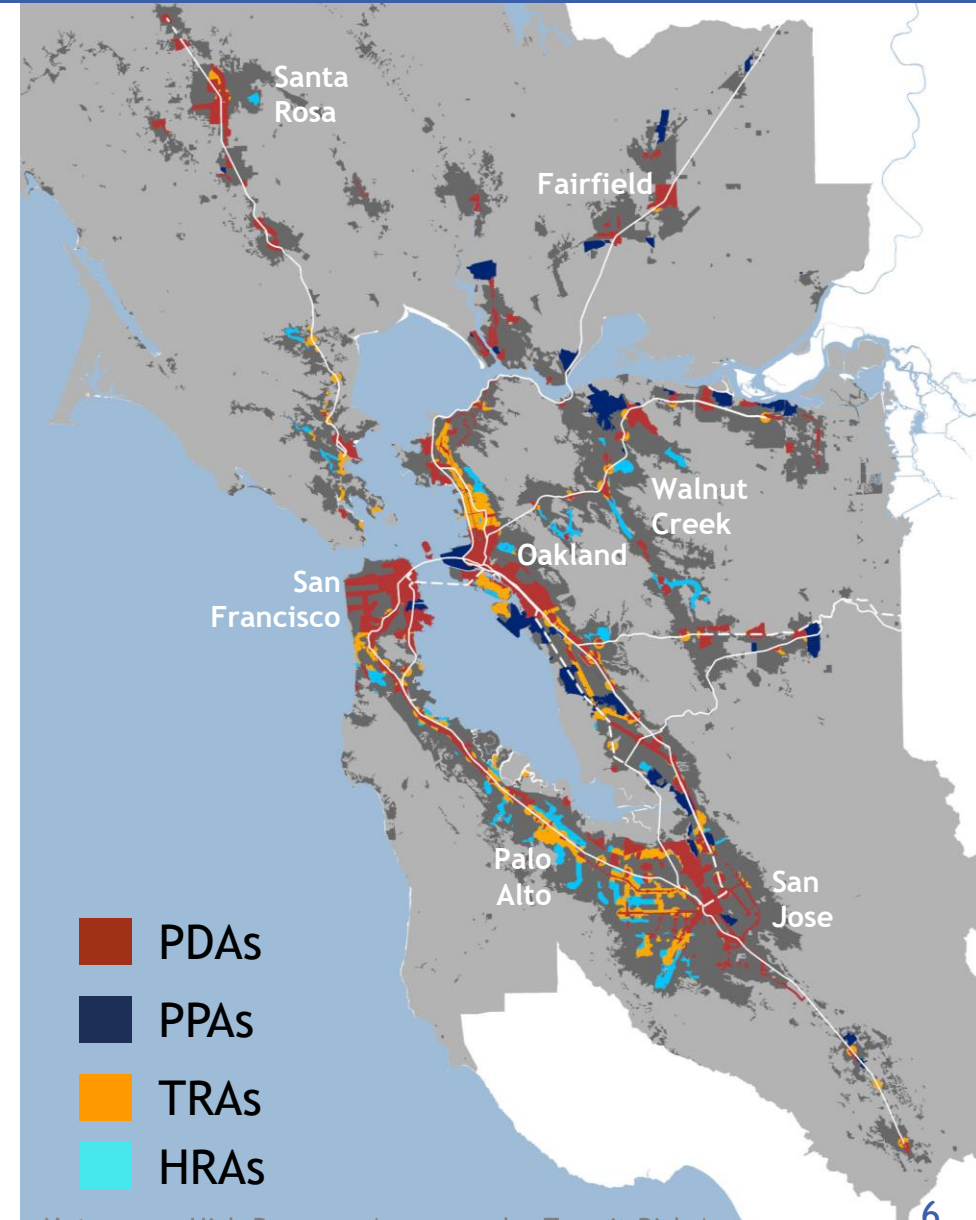 Santa
Rosa
Fairfield
Walnut
Creek
Oakland
San
Francisco
Palo
Alto
San
Jose
PDAs
PPAs
TRAs
HRAs
6